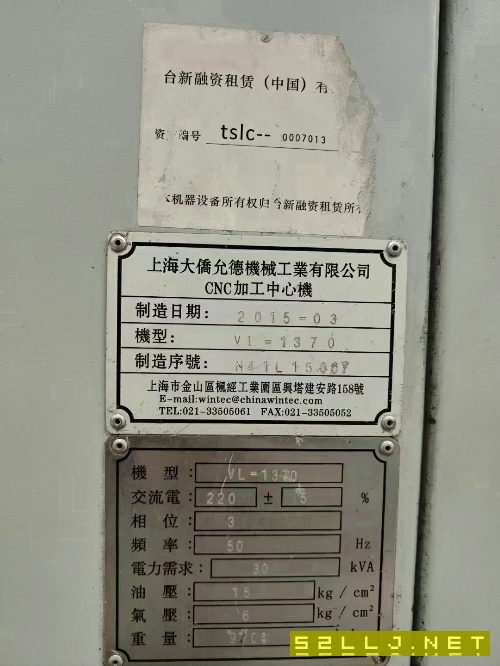 台新融资租赁（中国）有
资 编号 tslc-- 0007013
机器设备所有权归台新融资租赁所
上海大僑允德機械工業有限公司
CNC加工中心機
制造日期： 2015-03
機型： VL-1370
制造序號：
上海市金山區楓經工業園區興塔建安路158號
E-mail:wintec@chinawintec.com
TEL:021-33505061 FAX:021-33505052
機型： VL-1370
交流電： 220 ± 5 %
相位： 3
頻率： 50 Hz
電力需求： 30 kVA
油壓： 15 kg / cm²
氣壓： 6 kg / cm²
重量：
52LLJ.NET